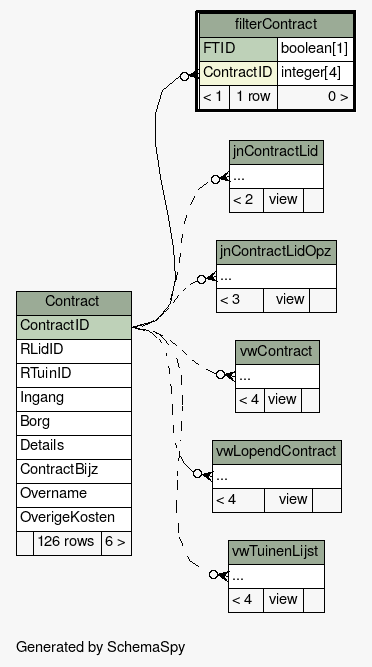 filterContract
FTID boolean[1]
ContractID integer[4]
< 1 1 row 0 >
jnContractLid
...
< 2 view
jnContractLidOpz
...
< 3 view
Contract
ContractID
RLidID
RTuinID
Ingang
Borg
Details
ContractBijz
Overname
OverigeKosten
126 rows 6 >
vwContract
...
< 4 view
vwLopendContract
...
< 4 view
vwTuinenLijst
...
< 4 view
Generated by SchemaSpy